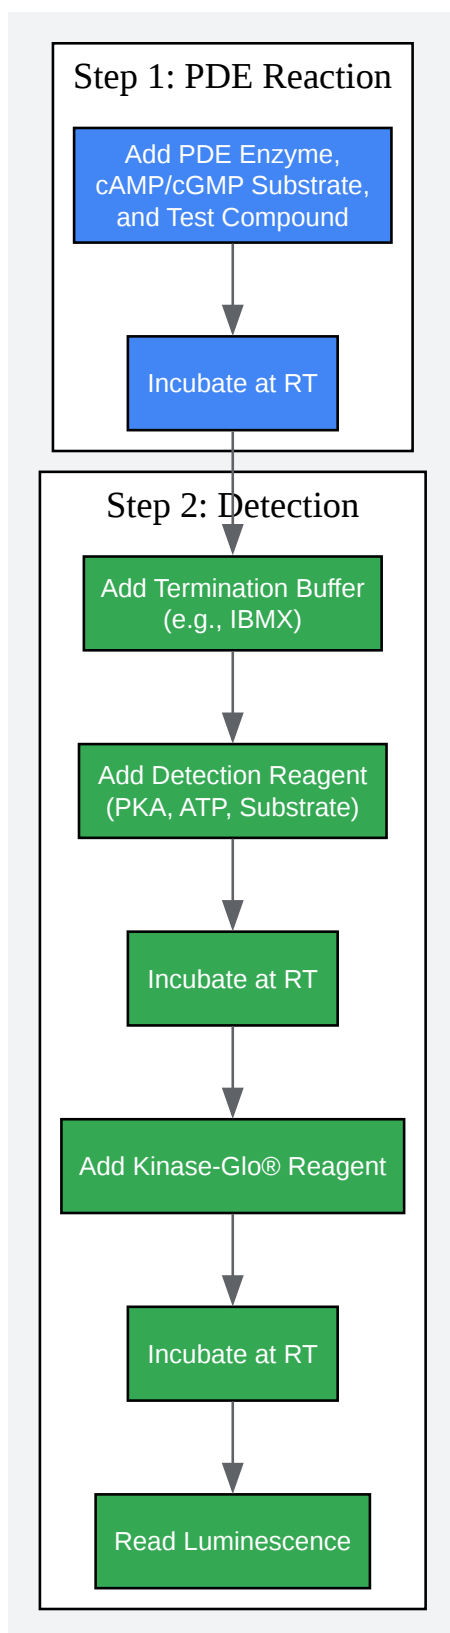 Step 1: PDE Reaction
Add PDE Enzyme,
cAMP/cGMP Substrate,
and Test Compound
Incubate at RT
Step 2: Detection
Add Termination Buffer
(e.g., IBMX)
Add Detection Reagent
(PKA, ATP, Substrate)
Incubate at RT
Add Kinase-Glo® Reagent
Incubate at RT
Read Luminescence